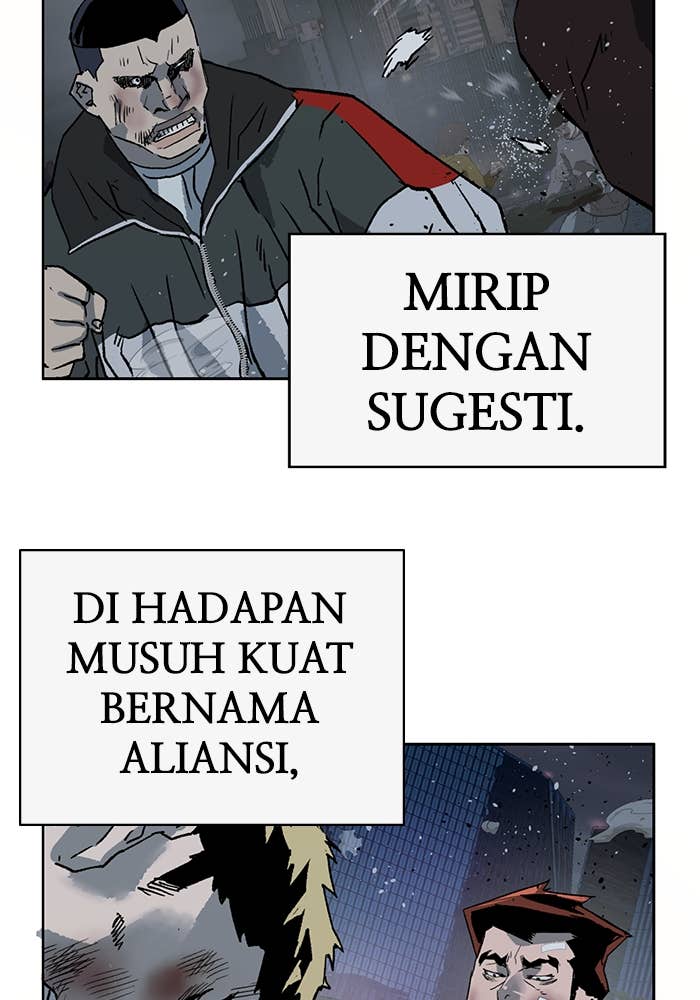 MIRIP
DENGAN
SUGESTI.
DI HADAPAN
MUSUH KUAT
BERNAMA
ALIANSI,